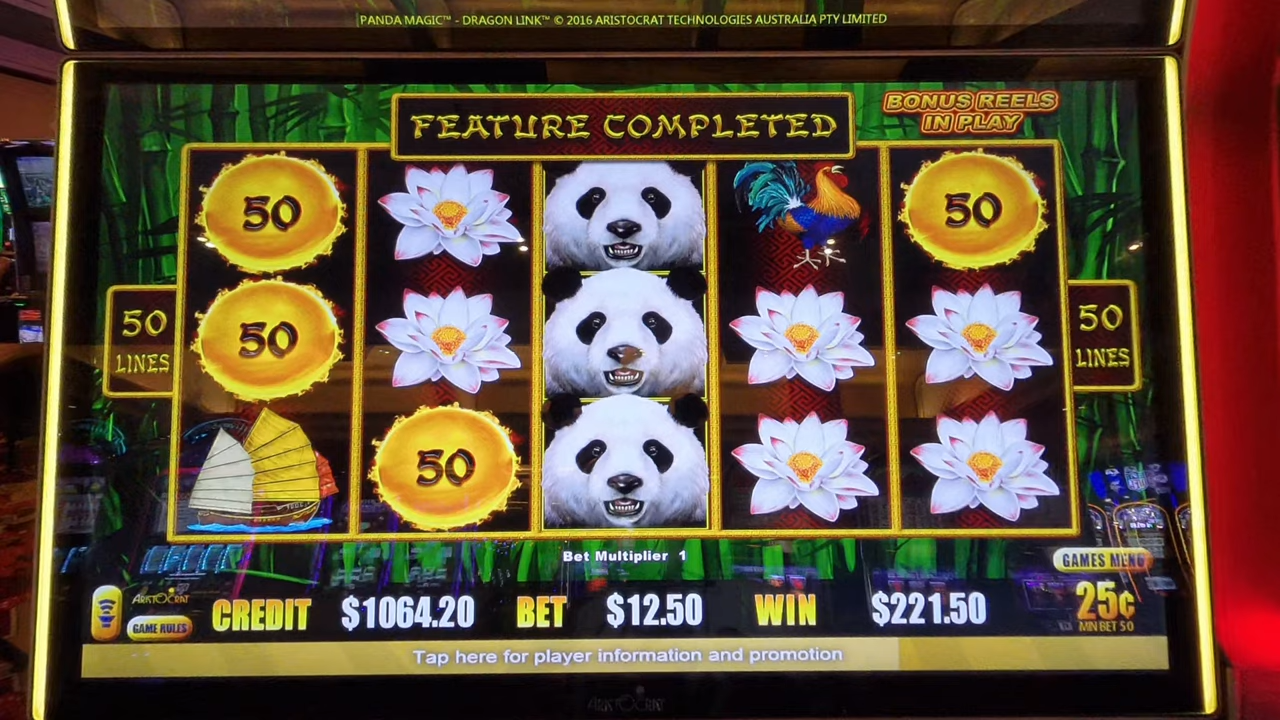 PANDA MAGIC™ - DRAGON LINK™ © 2016 ARISTOCRAT TECHNOLOGIES AUSTRALIA PTY LIMITED
FEATURE COMPLETED
BONUS REELS
IN PLAY
50
50
50
50
LINES
50
LINES
50
Bet Multiplier 1
GAMES MENU
ARISTOCRAT
GAME RULES
CREDIT $1064.20 BET $12.50 WIN $221.50
25¢
MIN BET 50
Tap here for player information and promotion
ARISTOCRAT